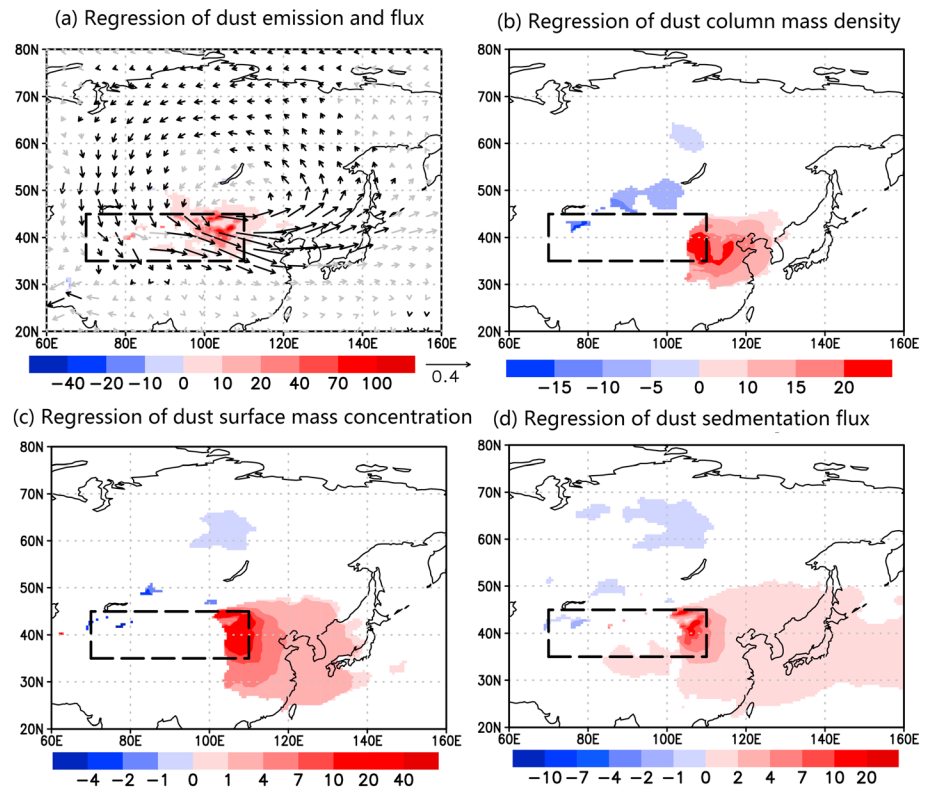 (a) Regression of dust emission and flux
80N
70N
60N
50N
40N
30N
20N
60E 80E 100E 120E 140E 160E
−40 −20 −10 0 10 20 40 70 100
0.4
(b) Regression of dust column mass density
80N
70N
60N
50N
40N
30N
20N
60E 80E 100E 120E 140E 160E
−15 −10 −5 0 10 15 20
(c) Regression of dust surface mass concentration
80N
70N
60N
50N
40N
30N
20N
60E 80E 100E 120E 140E 160E
−4 −2 −1 0 1 4 7 10 20 40
(d) Regression of dust sedmentation flux
80N
70N
60N
50N
40N
30N
20N
60E 80E 100E 120E 140E 160E
−10 −7 −4 −2 −1 0 2 4 7 10 20